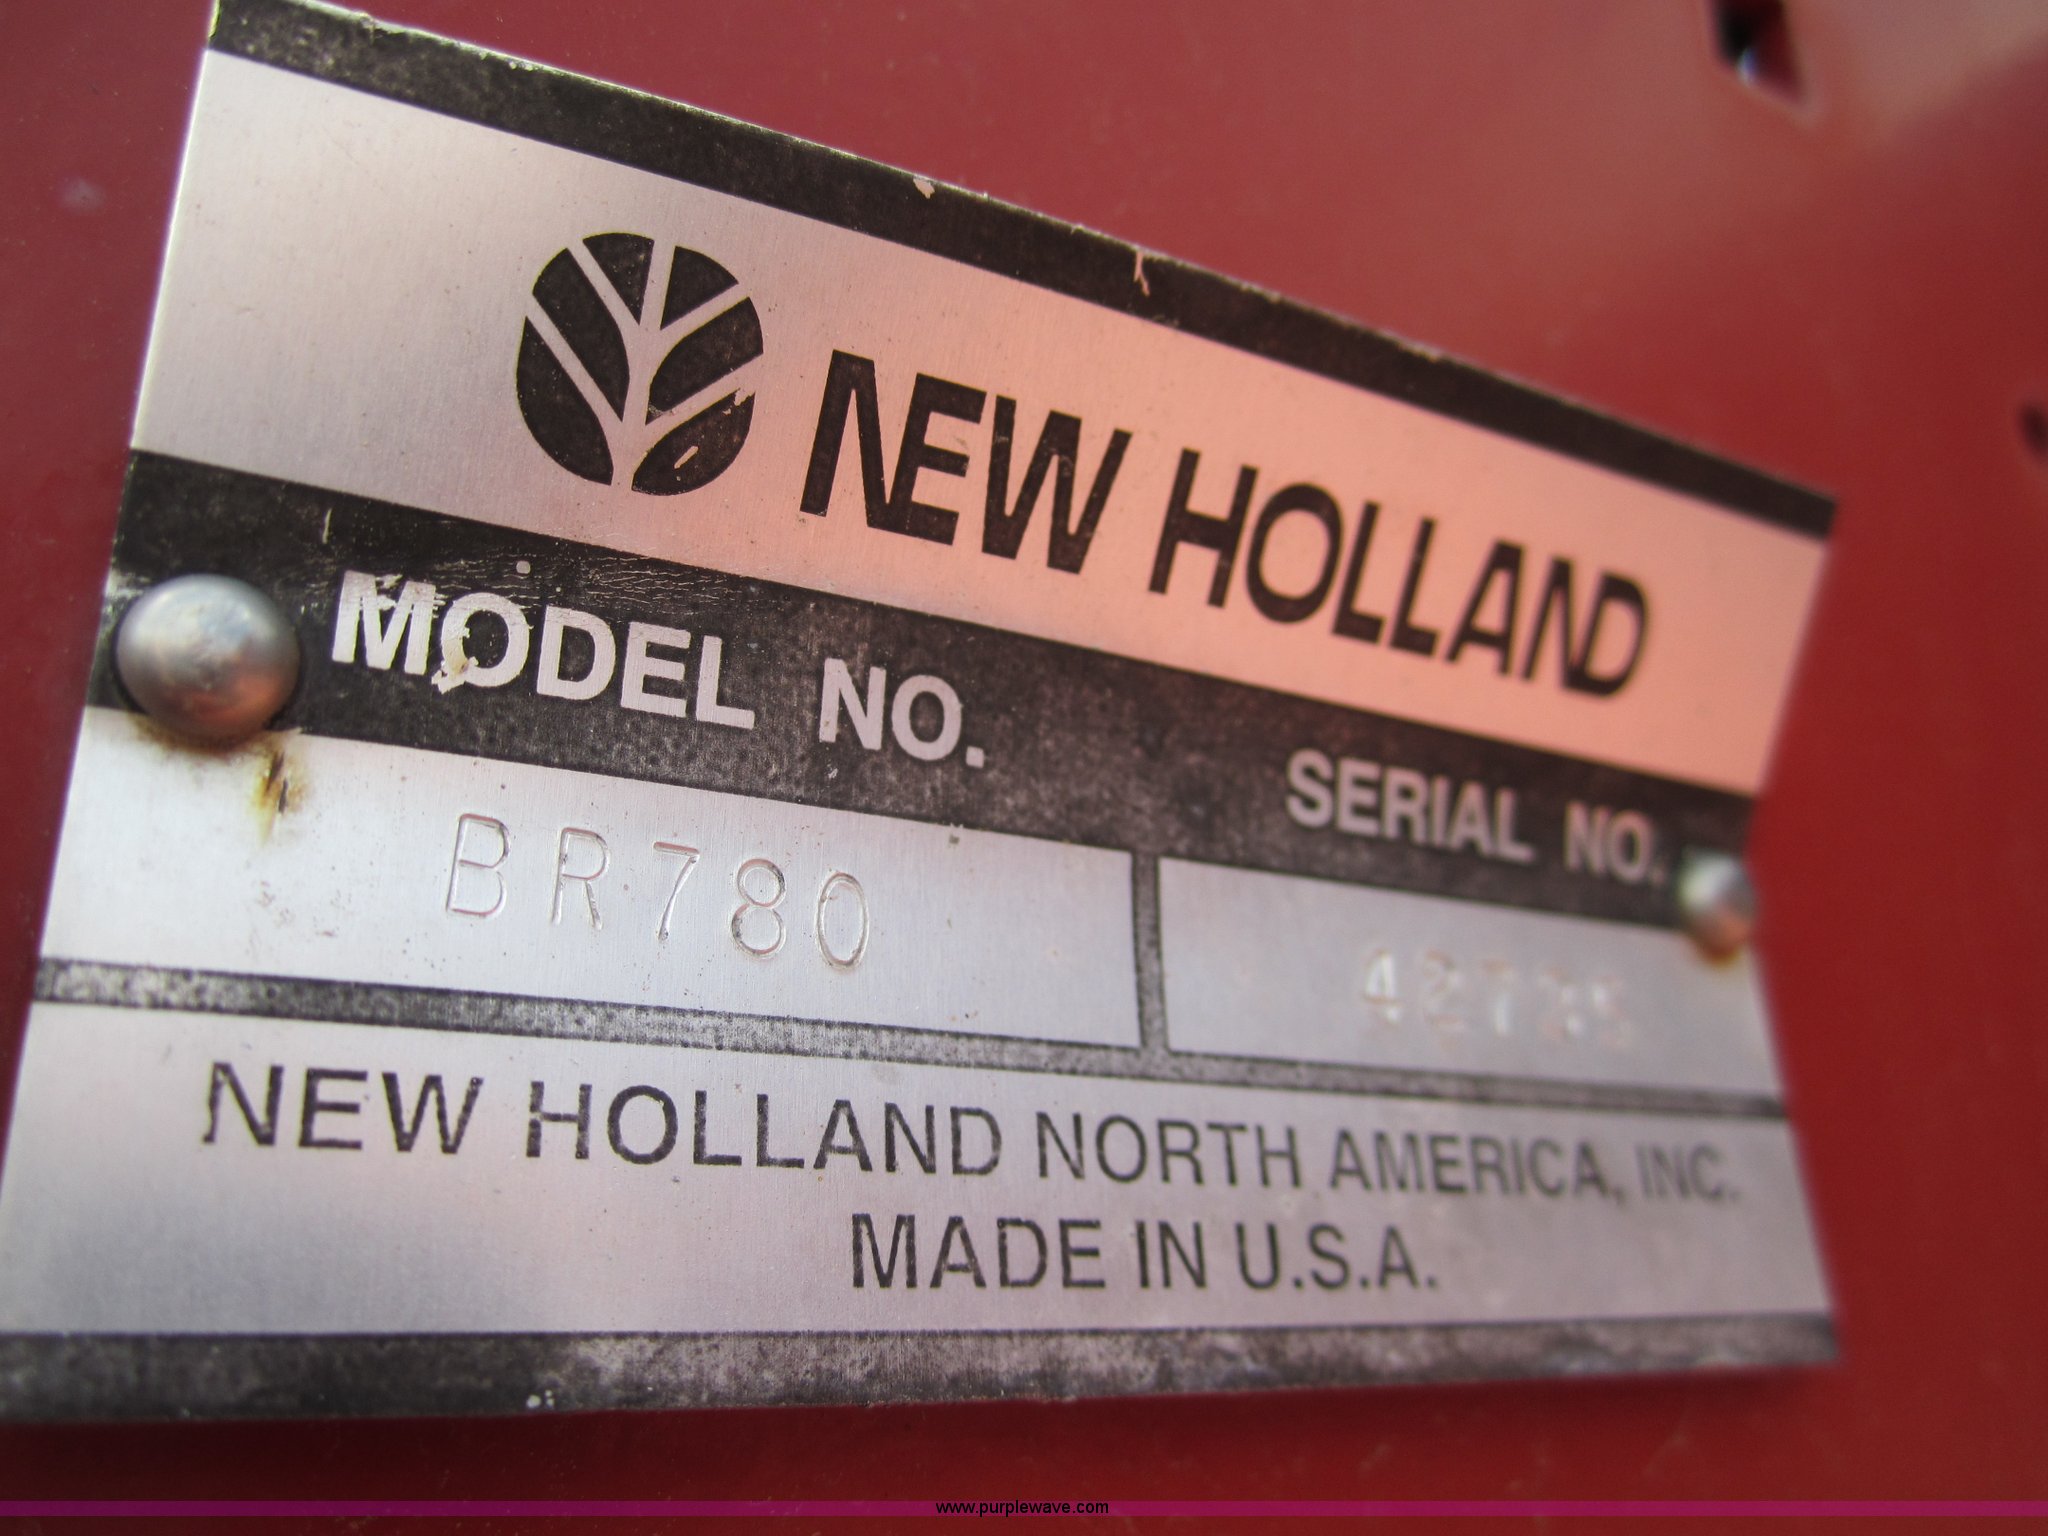 NEW HOLLAND
MODEL NO. SERIAL NO.
BR780
NEW HOLLAND NORTH AMERICA, INC.
MADE IN U.S.A.
www.purplewave.com